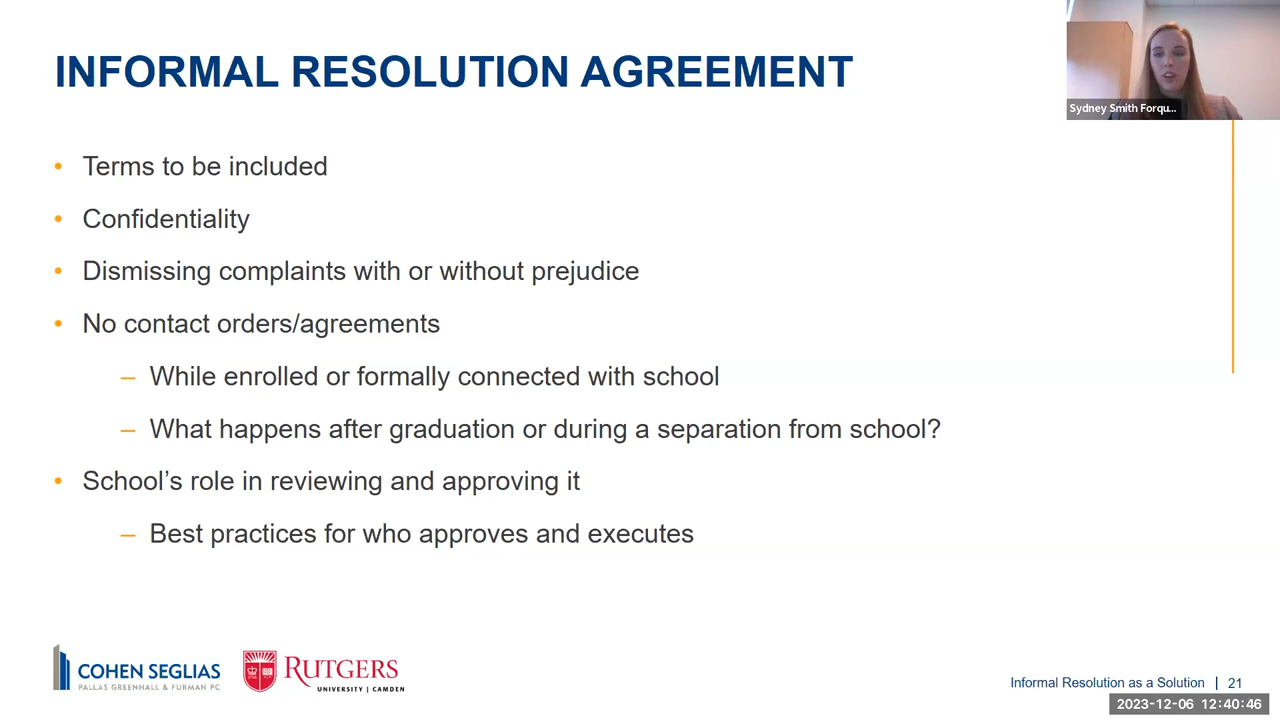 INFORMAL RESOLUTION AGREEMENT
Sydney Smith Forqu...
• Terms to be included
• Confidentiality
• Dismissing complaints with or without prejudice
• No contact orders/agreements
– While enrolled or formally connected with school
– What happens after graduation or during a separation from school?
• School’s role in reviewing and approving it
– Best practices for who approves and executes
COHEN SEGLIAS
PALLAS GREENHALL & FURMAN PC
RUTGERS
UNIVERSITY | CAMDEN
Informal Resolution as a Solution | 21
2023-12-06 12:40:46